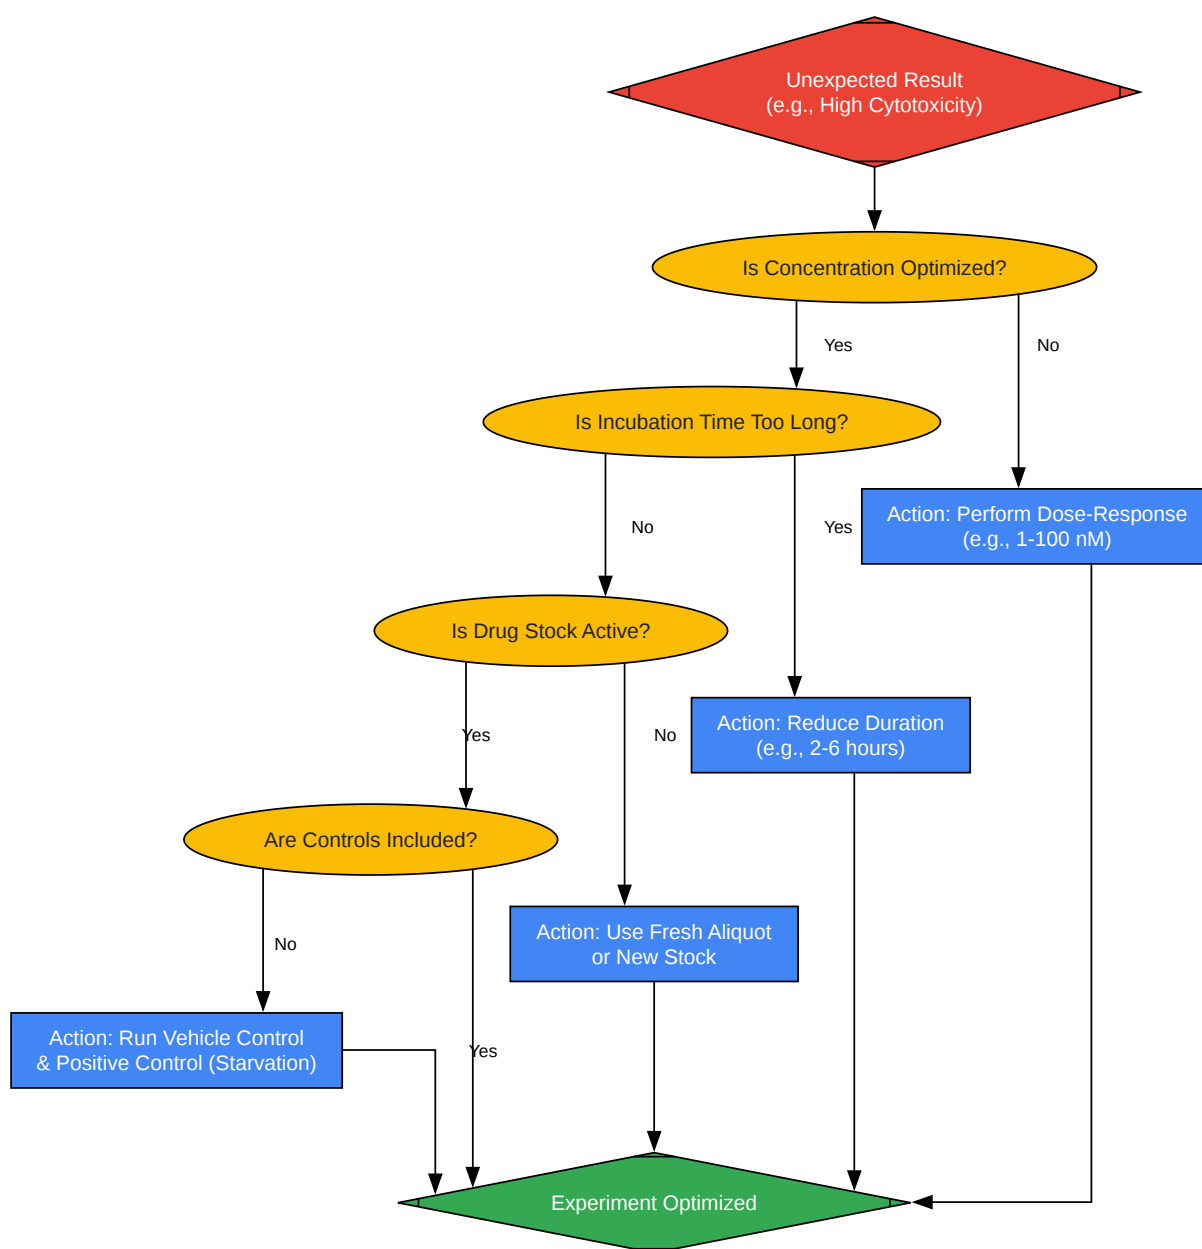 Unexpected Result
(e.g., High Cytotoxicity)
Is Concentration Optimized?
Yes
No
Is Incubation Time Too Long?
Action: Perform Dose-Response
(e.g., 1-100 nM)
No
Yes
Is Drug Stock Active?
Action: Reduce Duration
(e.g., 2-6 hours)
Yes
No
Are Controls Included?
Action: Use Fresh Aliquot
or New Stock
No
Action: Run Vehicle Control
& Positive Control (Starvation)
Yes
Experiment Optimized